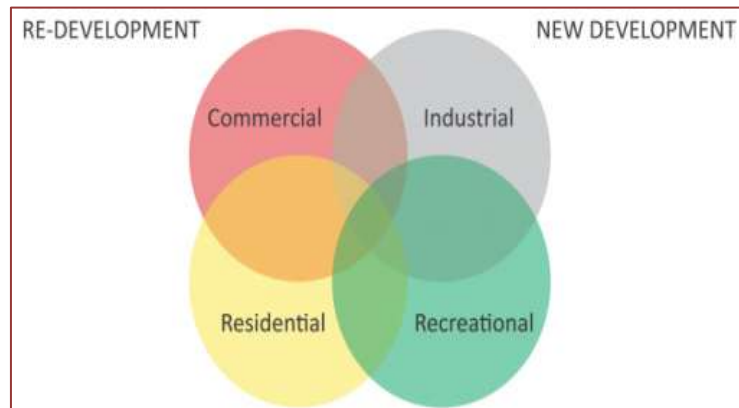 RE-DEVELOPMENT NEW DEVELOPMENT
Commercial Industrial
Residential Recreational